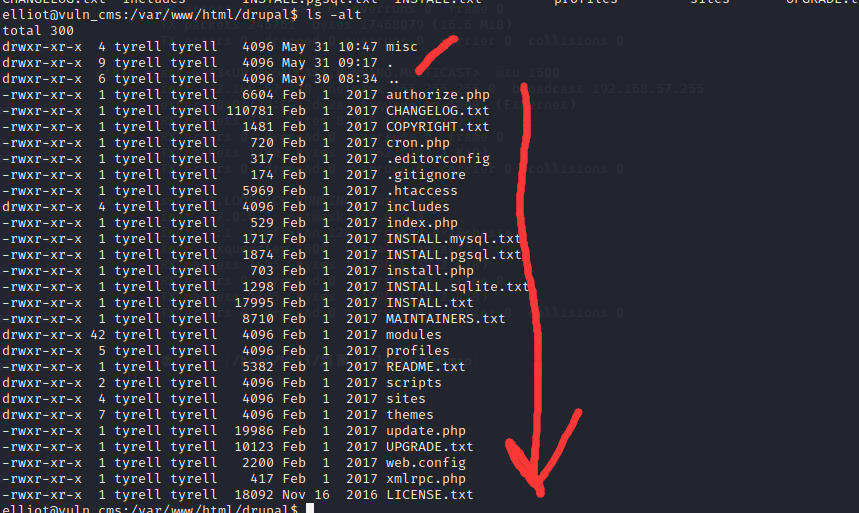 elliot@vuln_cms:/var/www/html/drupal$ ls -alt
total 300
drwxr-xr-x  4 tyrell tyrell   4096 May 31 10:47 misc
drwxr-xr-x  9 tyrell tyrell   4096 May 31 09:17 .
drwxr-xr-x  6 tyrell tyrell   4096 May 30 08:34 ..
-rwxr-xr-x  1 tyrell tyrell   6604 Feb  1  2017 authorize.php
-rwxr-xr-x  1 tyrell tyrell 110781 Feb  1  2017 CHANGELOG.txt
-rwxr-xr-x  1 tyrell tyrell   1481 Feb  1  2017 COPYRIGHT.txt
-rwxr-xr-x  1 tyrell tyrell    720 Feb  1  2017 cron.php
-rwxr-xr-x  1 tyrell tyrell    317 Feb  1  2017 .editorconfig
-rwxr-xr-x  1 tyrell tyrell    174 Feb  1  2017 .gitignore
-rwxr-xr-x  1 tyrell tyrell   5969 Feb  1  2017 .htaccess
drwxr-xr-x  4 tyrell tyrell   4096 Feb  1  2017 includes
-rwxr-xr-x  1 tyrell tyrell    529 Feb  1  2017 index.php
-rwxr-xr-x  1 tyrell tyrell   1717 Feb  1  2017 INSTALL.mysql.txt
-rwxr-xr-x  1 tyrell tyrell   1874 Feb  1  2017 INSTALL.pgsql.txt
-rwxr-xr-x  1 tyrell tyrell    703 Feb  1  2017 install.php
-rwxr-xr-x  1 tyrell tyrell   1298 Feb  1  2017 INSTALL.sqlite.txt
-rwxr-xr-x  1 tyrell tyrell  17995 Feb  1  2017 INSTALL.txt
-rwxr-xr-x  1 tyrell tyrell   8710 Feb  1  2017 MAINTAINERS.txt
drwxr-xr-x 42 tyrell tyrell   4096 Feb  1  2017 modules
drwxr-xr-x  5 tyrell tyrell   4096 Feb  1  2017 profiles
-rwxr-xr-x  1 tyrell tyrell   5382 Feb  1  2017 README.txt
drwxr-xr-x  2 tyrell tyrell   4096 Feb  1  2017 scripts
drwxr-xr-x  4 tyrell tyrell   4096 Feb  1  2017 sites
drwxr-xr-x  7 tyrell tyrell   4096 Feb  1  2017 themes
-rwxr-xr-x  1 tyrell tyrell  19986 Feb  1  2017 update.php
-rwxr-xr-x  1 tyrell tyrell  10123 Feb  1  2017 UPGRADE.txt
-rwxr-xr-x  1 tyrell tyrell   2200 Feb  1  2017 web.config
-rwxr-xr-x  1 tyrell tyrell    417 Feb  1  2017 xmlrpc.php
-rwxr-xr-x  1 tyrell tyrell  18092 Nov 16  2016 LICENSE.txt
elliot@vuln_cms:/var/www/html/drupal$